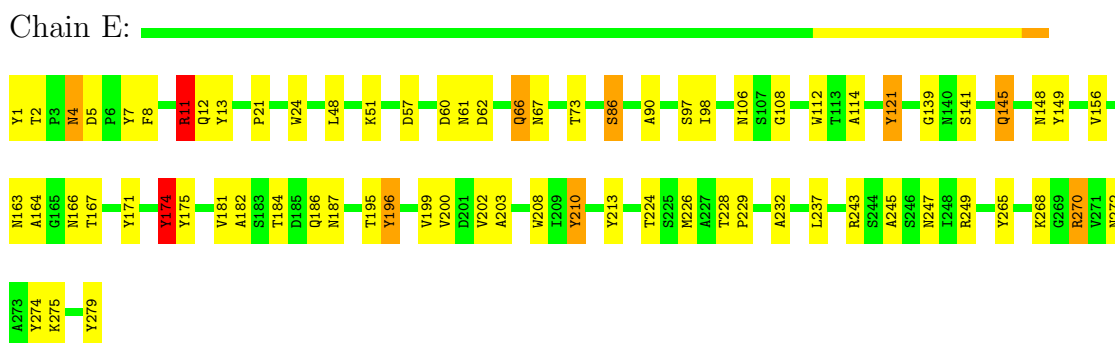 Chain E:
Y1 T2 P3 N4 D5 P6 Y7 F8 R11 Q12 Y13 P21 W24 L48 K51 D57 D60 N61 D62 Q66 N67 T73 S86 A90 S97 I98 N106 S107 G108 W112 T113 A114 Y121 G139 N140 S141 Q145 N148 Y149 V156
N163 A164 G165 N166 T167 Y171 Y174 Y175 V181 A182 S183 T184 D185 Q186 N187 T195 Y196 V199 V200 D201 V202 A203 W208 I209 Y210 Y213 T224 S225 M226 A227 T228 P229 A232 L237 R243 S244 A245 S246 N247 I248 R249 Y265 K268 G269 R270 V271 N272
A273 Y274 K275 Y279